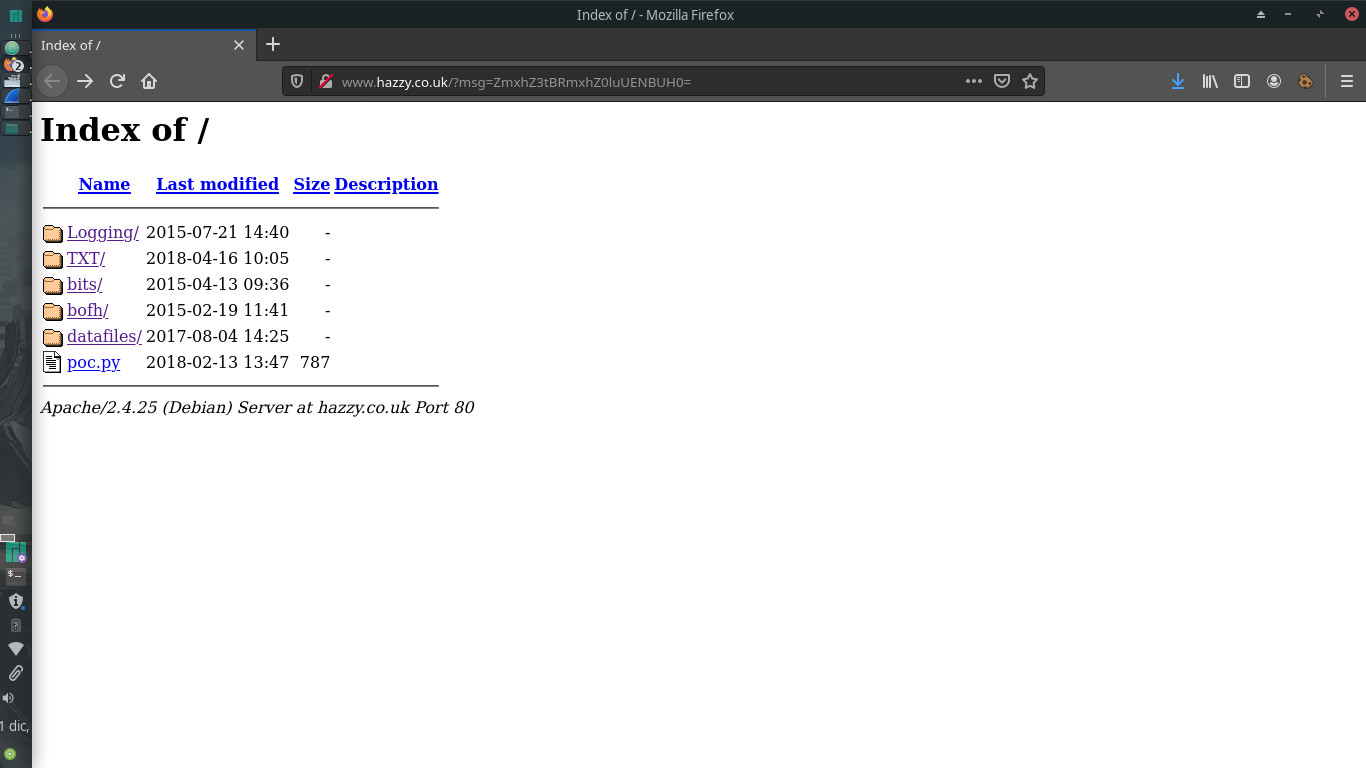 Index of / - Mozilla Firefox
Index of /
www.hazzy.co.uk/?msg=ZmxhZ3tBRmxhZ0luUENBUH0=
Index of /
Name Last modified Size Description
Logging/ 2015-07-21 14:40 -
TXT/ 2018-04-16 10:05 -
bits/ 2015-04-13 09:36 -
bofh/ 2015-02-19 11:41 -
datafiles/ 2017-08-04 14:25 -
poc.py 2018-02-13 13:47 787
Apache/2.4.25 (Debian) Server at hazzy.co.uk Port 80
2
$_
1 dic,